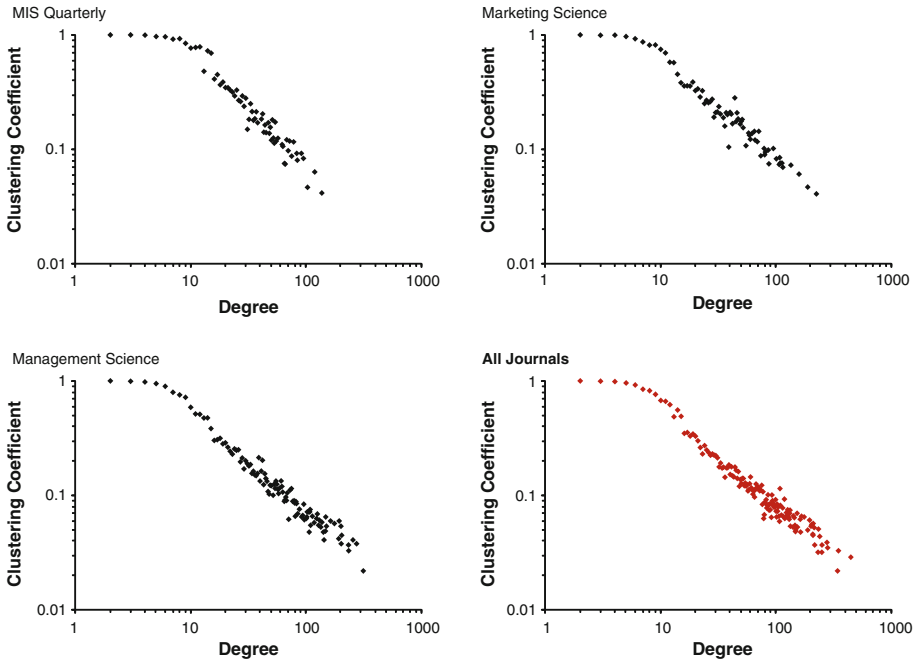 MIS Quarterly
Clustering Coefficient
1
0.1
0.01
1
10
100
1000
Degree
Marketing Science
Clustering Coefficient
1
0.1
0.01
1
10
100
1000
Degree
Management Science
Clustering Coefficient
1
0.1
0.01
1
10
100
1000
Degree
All Journals
Clustering Coefficient
1
0.1
0.01
1
10
100
1000
Degree